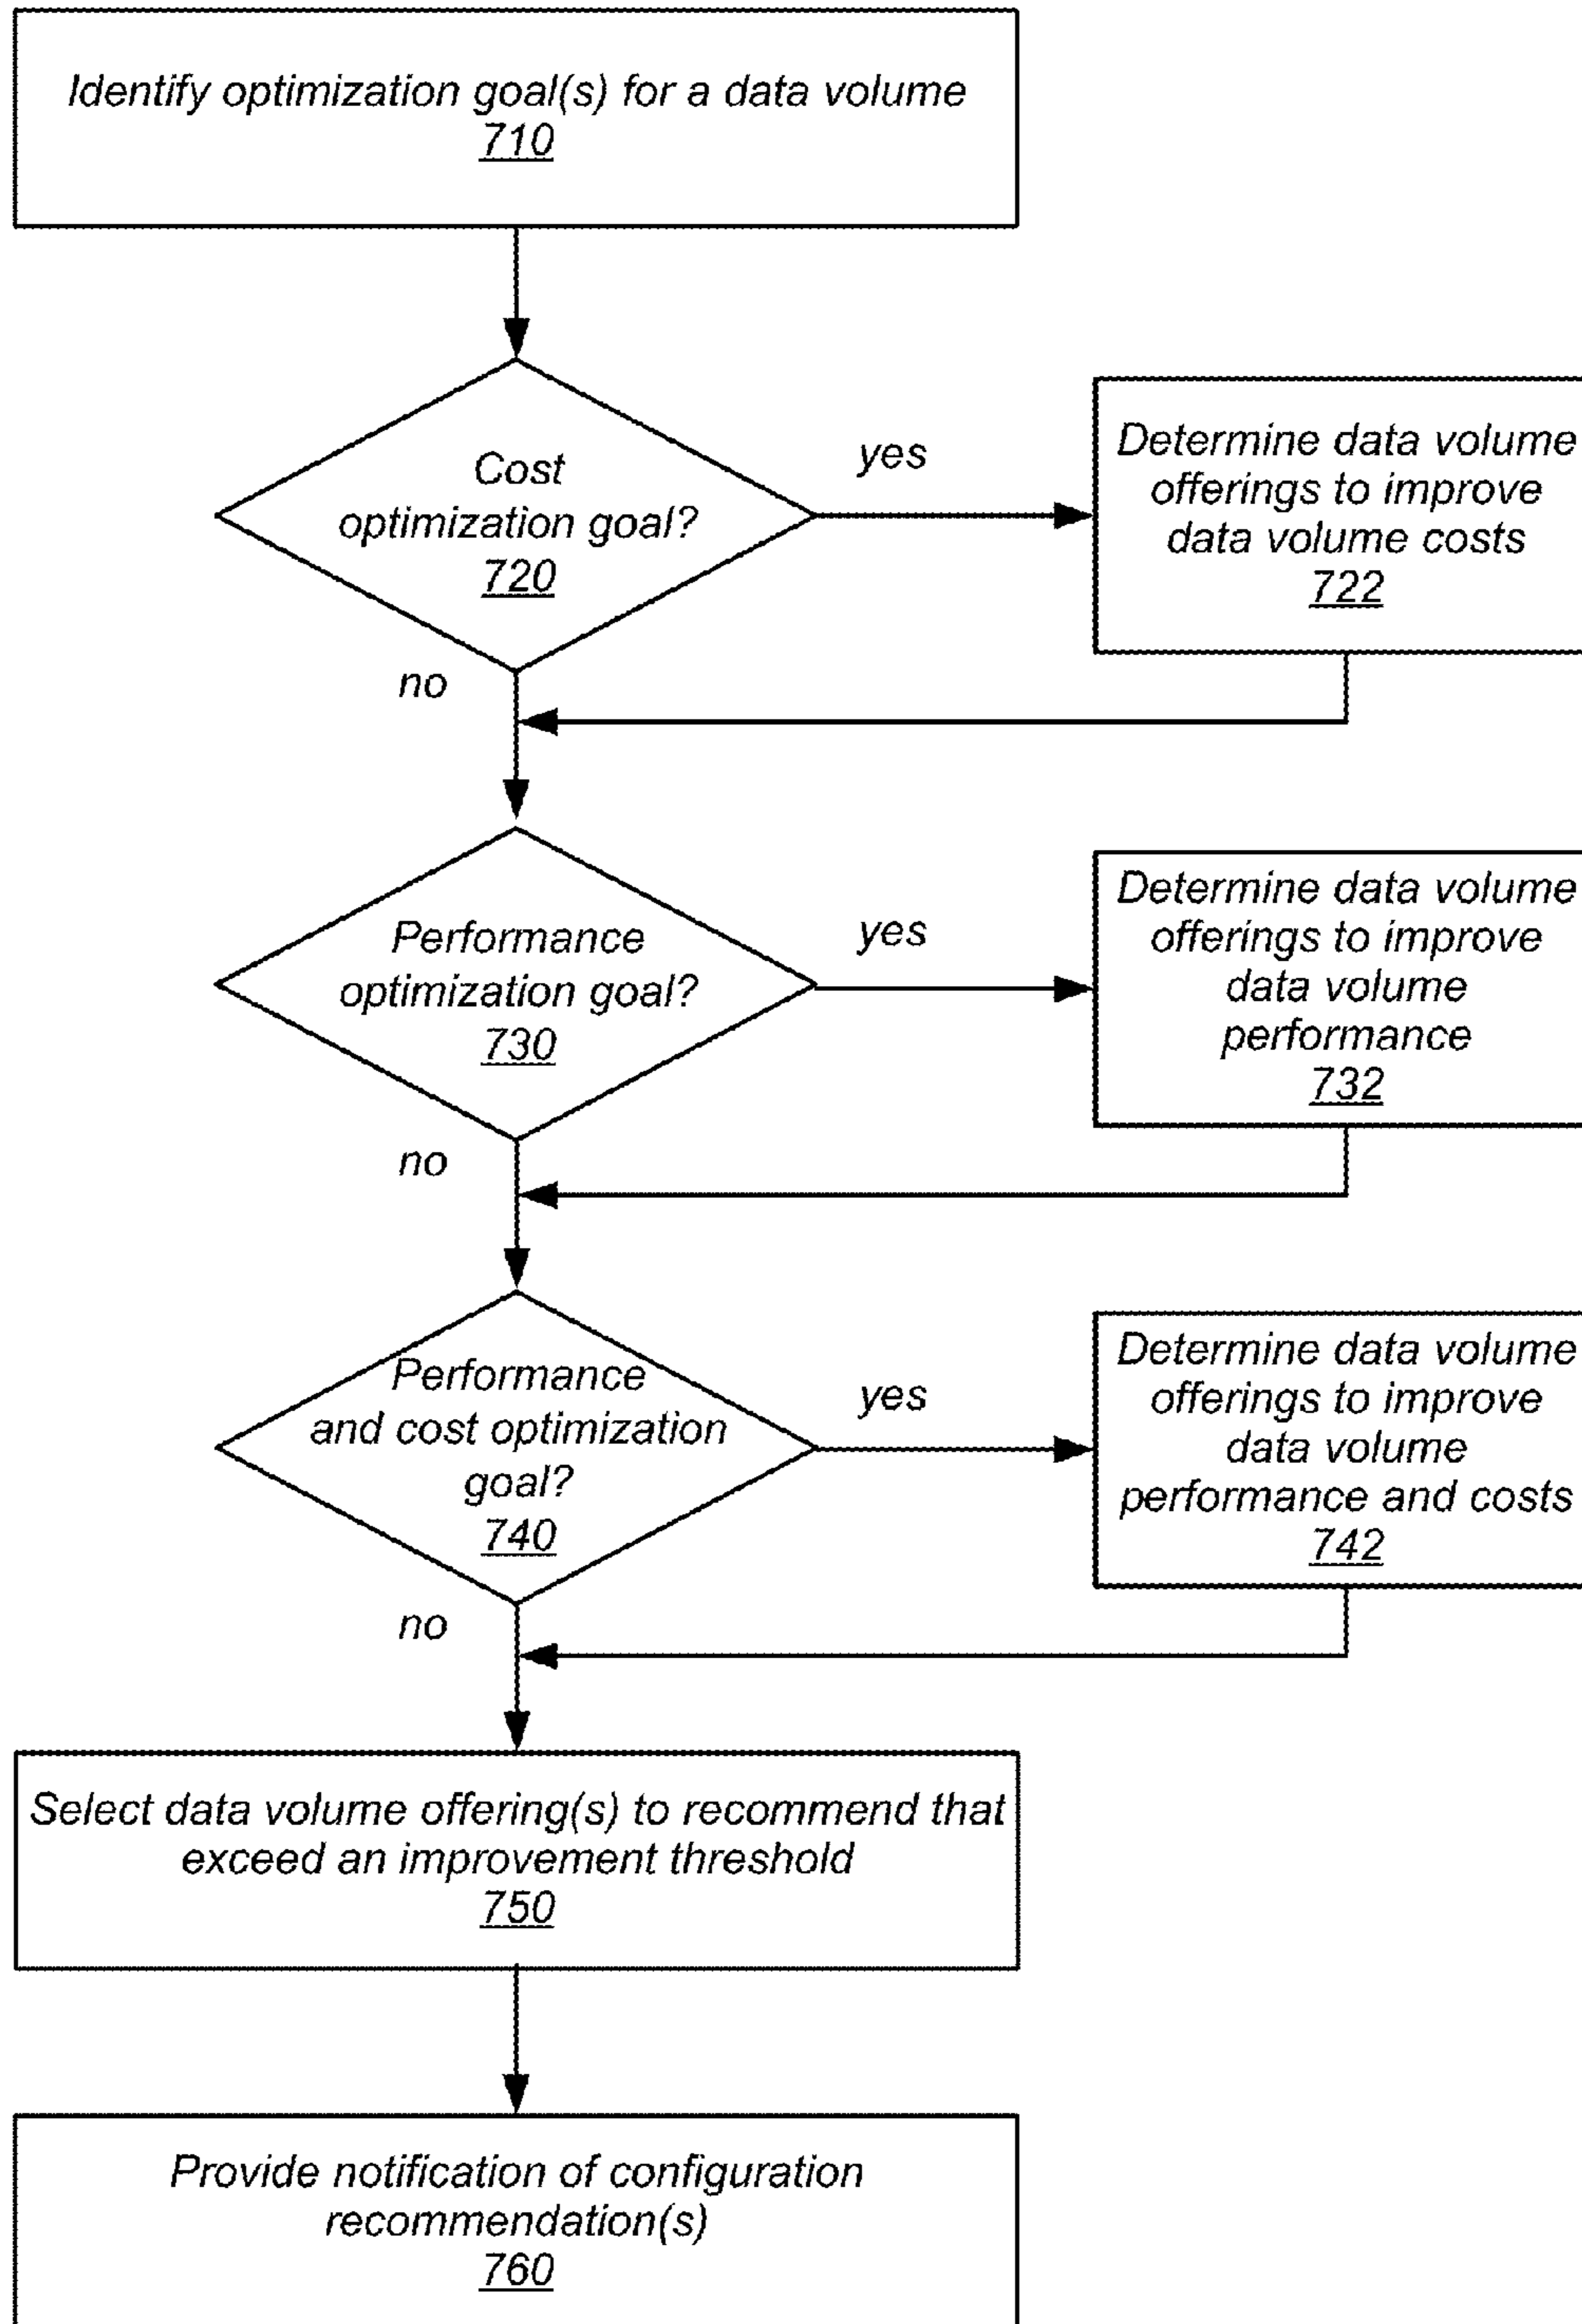 Identify optimization goal(s) for a data volume
710
Cost
optimization goal?
720
yes
Determine data volume
offerings to improve
data volume costs
722
no
Performance
optimization goal?
730
yes
Determine data volume
offerings to improve
data volume
performance
732
no
Performance
and cost optimization
goal?
740
yes
Determine data volume
offerings to improve
data volume
performance and costs
742
no
Select data volume offering(s) to recommend that
exceed an improvement threshold
750
Provide notification of configuration
recommendation(s)
760